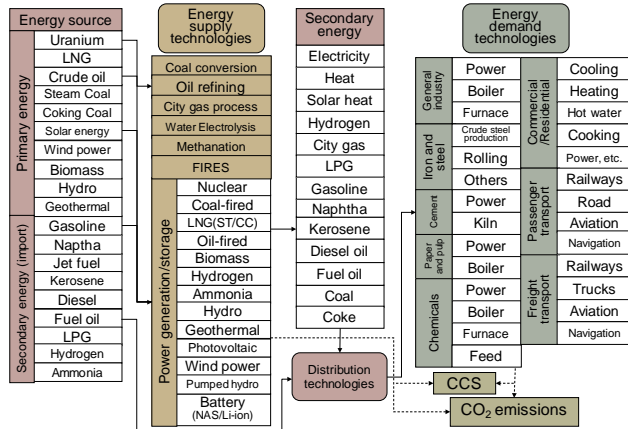 Energy source
Primary energy
Uranium
LNG
Crude oil
Steam Coal
Coking Coal
Solar energy
Wind power
Biomass
Hydro
Geothermal
Secondary energy (import)
Gasoline
Naptha
Jet fuel
Kerosene
Diesel
Fuel oil
LPG
Hydrogen
Ammonia
Energy
supply
technologies
Coal conversion
Oil refining
City gas process
Water Electrolysis
Methanation
FIRES
Power generation/storage
Nuclear
Coal-fired
LNG(ST/CC)
Oil-fired
Biomass
Hydrogen
Ammonia
Hydro
Geothermal
Photovoltaic
Wind power
Pumped hydro
Battery
(NAS/Li-ion)
Secondary
energy
Electricity
Heat
Solar heat
Hydrogen
City gas
LPG
Gasoline
Naphtha
Kerosene
Diesel oil
Fuel oil
Coal
Coke
Distribution
technologies
Energy
demand
technologies
General
industry
Power
Boiler
Furnace
Iron and
steel
Crude steel
production
Rolling
Others
Cement
Power
Kiln
Paper
and pulp
Power
Boiler
Chemicals
Power
Boiler
Furnace
Feed
Commercial
/Residential
Cooling
Heating
Hot water
Cooking
Power, etc.
Passenger
transport
Railways
Road
Aviation
Navigation
Freight
transport
Railways
Trucks
Aviation
Navigation
CCS
CO₂ emissions